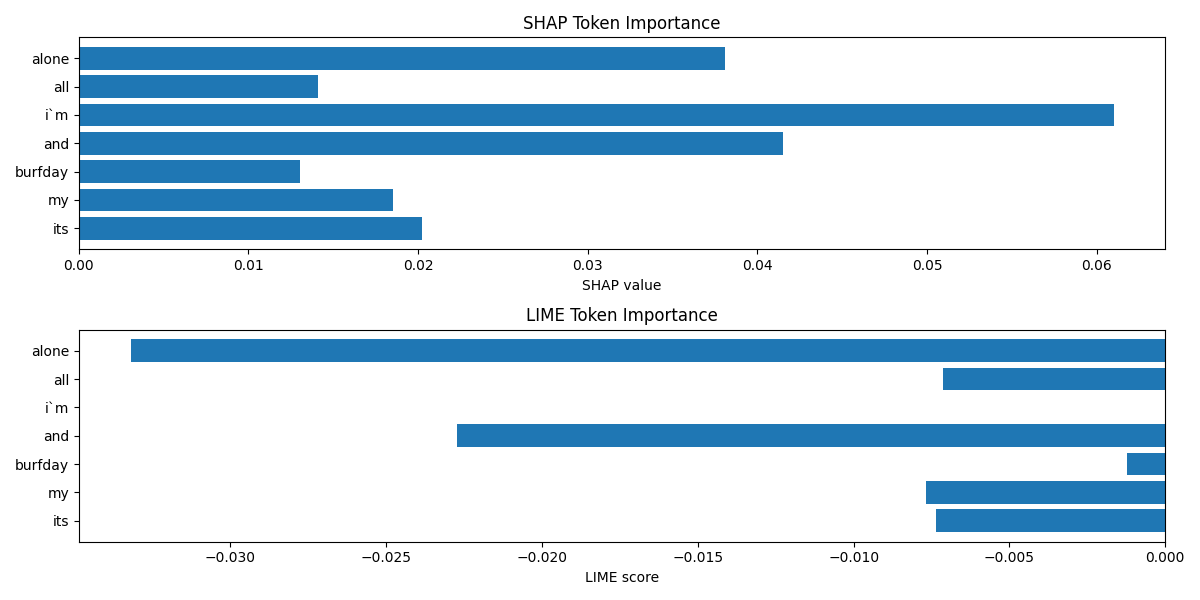 SHAP Token Importance
alone
all
i`m
and
burfday
my
its
0.00 0.01 0.02 0.03 0.04 0.05 0.06
SHAP value
LIME Token Importance
alone
all
i`m
and
burfday
my
its
−0.030 −0.025 −0.020 −0.015 −0.010 −0.005 0.000
LIME score